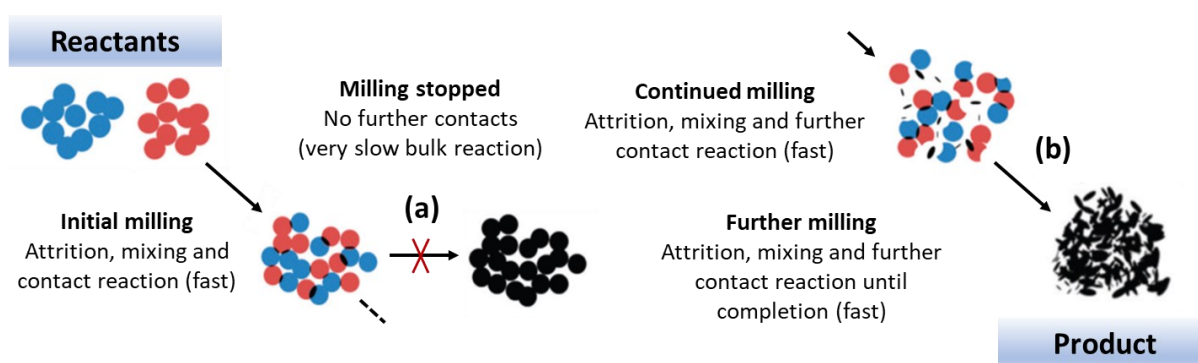 Reactants
Milling stopped
No further contacts
(very slow bulk reaction)
Continued milling
Attrition, mixing and further
contact reaction (fast)
(b)
Initial milling
Attrition, mixing and
contact reaction (fast)
(a)
Further milling
Attrition, mixing and further
contact reaction until
completion (fast)
Product